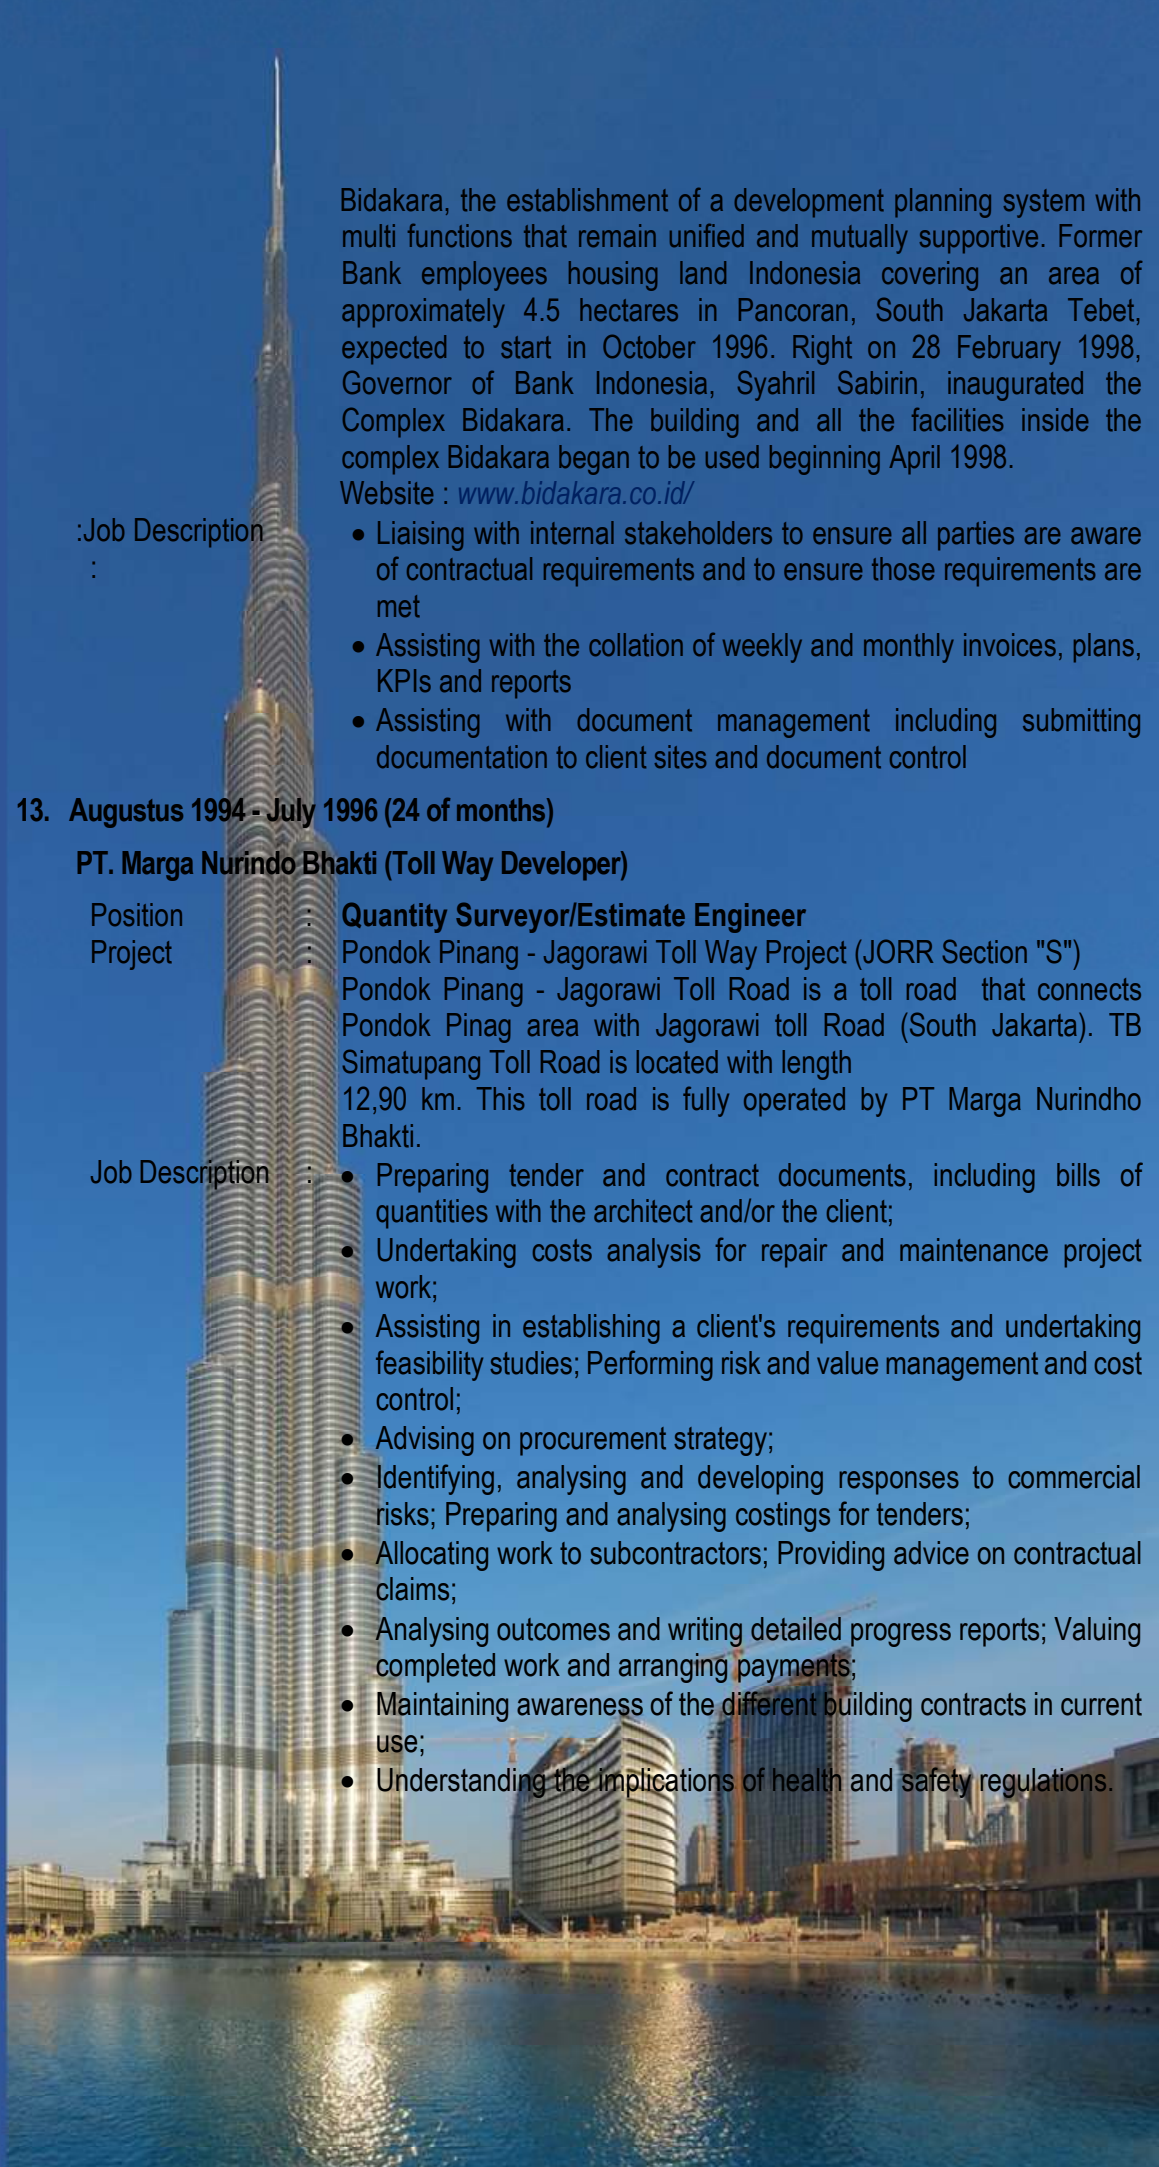 Bidakara, the establishment of a development planning system with
multi functions that remain unified and mutually supportive. Former
Bank employees housing land Indonesia covering an area of
approximately 4.5 hectares in Pancoran, South Jakarta Tebet,
expected to start in October 1996. Right on 28 February 1998,
Governor of Bank Indonesia, Syahril Sabirin, inaugurated the
Complex Bidakara. The building and all the facilities inside the
complex Bidakara began to be used beginning April 1998.
Website : www.bidakara.co.id/
:Job Description
:
• Liaising with internal stakeholders to ensure all parties are aware
of contractual requirements and to ensure those requirements are
met
• Assisting with the collation of weekly and monthly invoices, plans,
KPIs and reports
• Assisting with document management including submitting
documentation to client sites and document control
13. Augustus 1994 - July 1996 (24 of months)
PT. Marga Nurindo Bhakti (Toll Way Developer)
Position : Quantity Surveyor/Estimate Engineer
Project : Pondok Pinang - Jagorawi Toll Way Project (JORR Section "S")
Pondok Pinang - Jagorawi Toll Road is a toll road that connects
Pondok Pinag area with Jagorawi toll Road (South Jakarta). TB
Simatupang Toll Road is located with length
12,90 km. This toll road is fully operated by PT Marga Nurindho
Bhakti.
Job Description : • Preparing tender and contract documents, including bills of
quantities with the architect and/or the client;
• Undertaking costs analysis for repair and maintenance project
work;
• Assisting in establishing a client's requirements and undertaking
feasibility studies; Performing risk and value management and cost
control;
• Advising on procurement strategy;
• Identifying, analysing and developing responses to commercial
risks; Preparing and analysing costings for tenders;
• Allocating work to subcontractors; Providing advice on contractual
claims;
• Analysing outcomes and writing detailed progress reports; Valuing
completed work and arranging payments;
• Maintaining awareness of the different building contracts in current
use;
• Understanding the implications of health and safety regulations.